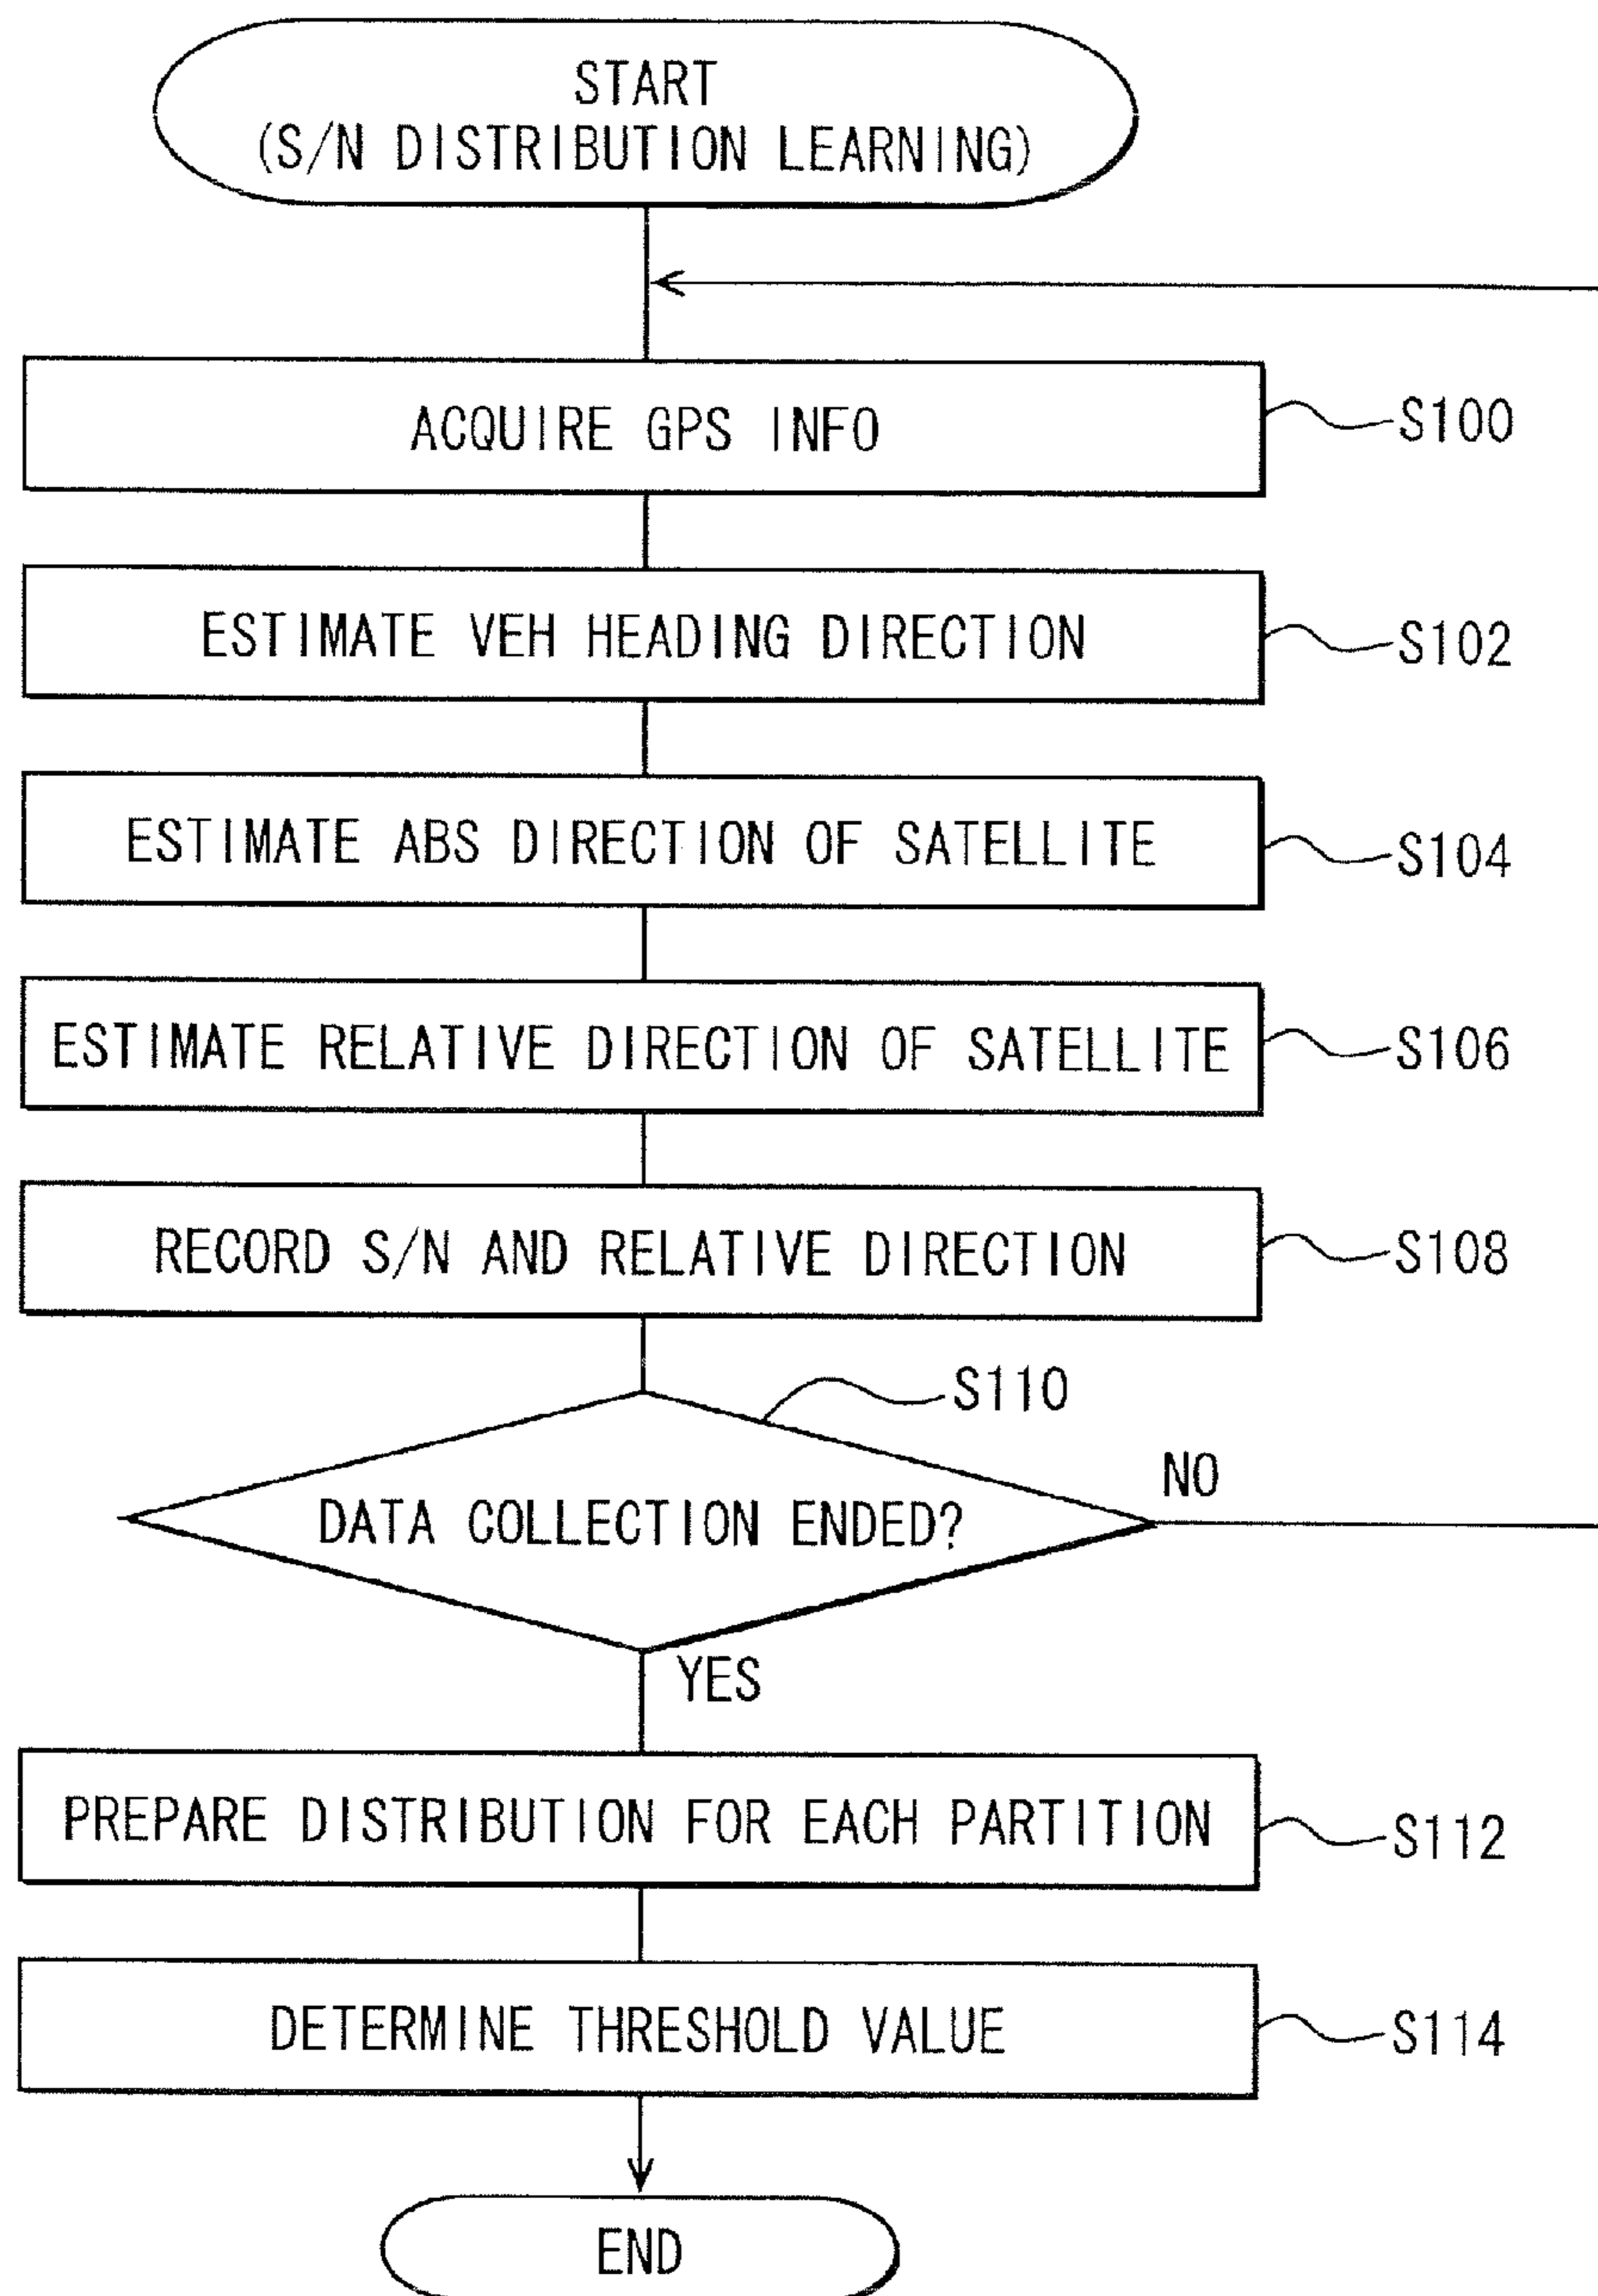 START
(S/N DISTRIBUTION LEARNING)
ACQUIRE GPS INFO
S100
ESTIMATE VEH HEADING DIRECTION
S102
ESTIMATE ABS DIRECTION OF SATELLITE
S104
ESTIMATE RELATIVE DIRECTION OF SATELLITE
S106
RECORD S/N AND RELATIVE DIRECTION
S108
S110
DATA COLLECTION ENDED?
NO
YES
PREPARE DISTRIBUTION FOR EACH PARTITION
S112
DETERMINE THRESHOLD VALUE
S114
END